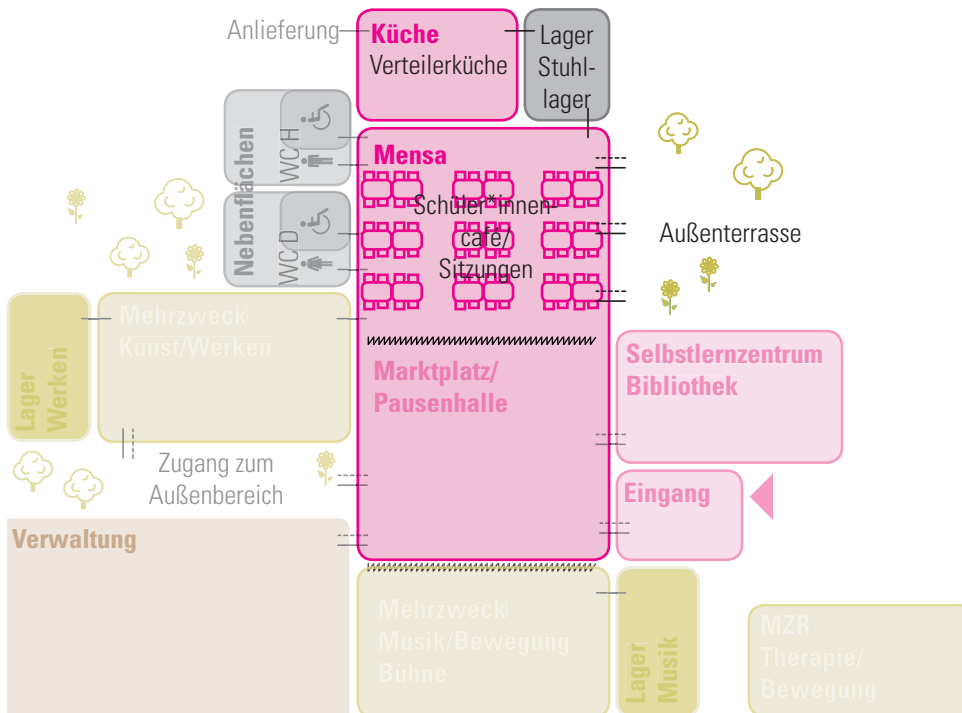 Anlieferung
Küche
Verteilerküche
Lager
Stuhl-
lager
Nebenflächen
WC H
WC D
Mensa
Schüler*innen-
café/
Sitzungen
Außenterrasse
Lager
Werken
Mehrzweck
Kunst/Werken
Marktplatz/
Pausenhalle
Selbstlernzentrum
Bibliothek
Zugang zum
Außenbereich
Eingang
Verwaltung
Mehrzweck
Musik/Bewegung
Bühne
Lager
Musik
MZR
Therapie/
Bewegung